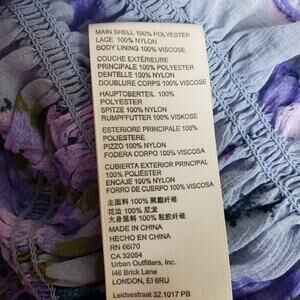 MAIN SHELL 100% POLYESTER
LACE 100% NYLON
BODY LINING 100% VISCOSE
COUCHE EXTÉRIEURE
PRINCIPALE 100% POLYESTER
DENTELLE 100% NYLON
DOUBLURE CORPS 100% VISCOSE
HAUPTOBERTEIL 100%
POLYESTER
SPITZE 100% NYLON
RUMPFFUTTER 100% VISKOSE
ESTERIORE PRINCIPALE 100%
POLIESTERE
PIZZO 100% NYLON
FODERA CORPO 100% VISCOSA
CUBIERTA EXTERIOR PRINCIPAL
100% POLIÉSTER
ENCAJE 100% NYLON
FORRO DE CUERPO 100% VISCOSA
主面料 100% 聚酯纤维
花边 100% 尼龙
大身里料 100% 粘胶纤维
MADE IN CHINA
HECHO EN CHINA
RN 66170
CA 32054
Urban Outfitters, Inc.
146 Brick Lane
LONDON, E1 6RU
Leidsestraat 32,1017 PB